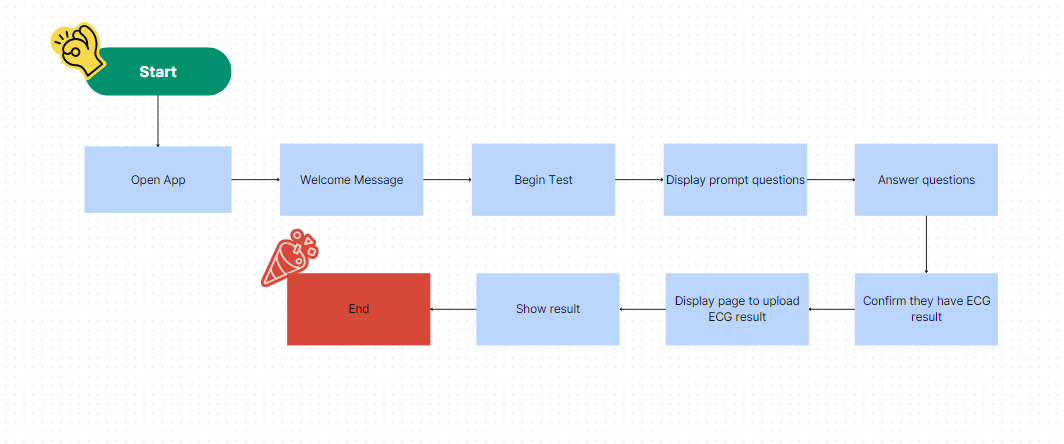 Start
Open App
Welcome Message
Begin Test
Display prompt questions
Answer questions
Confirm they have ECG
result
Display page to upload
ECG result
Show result
End